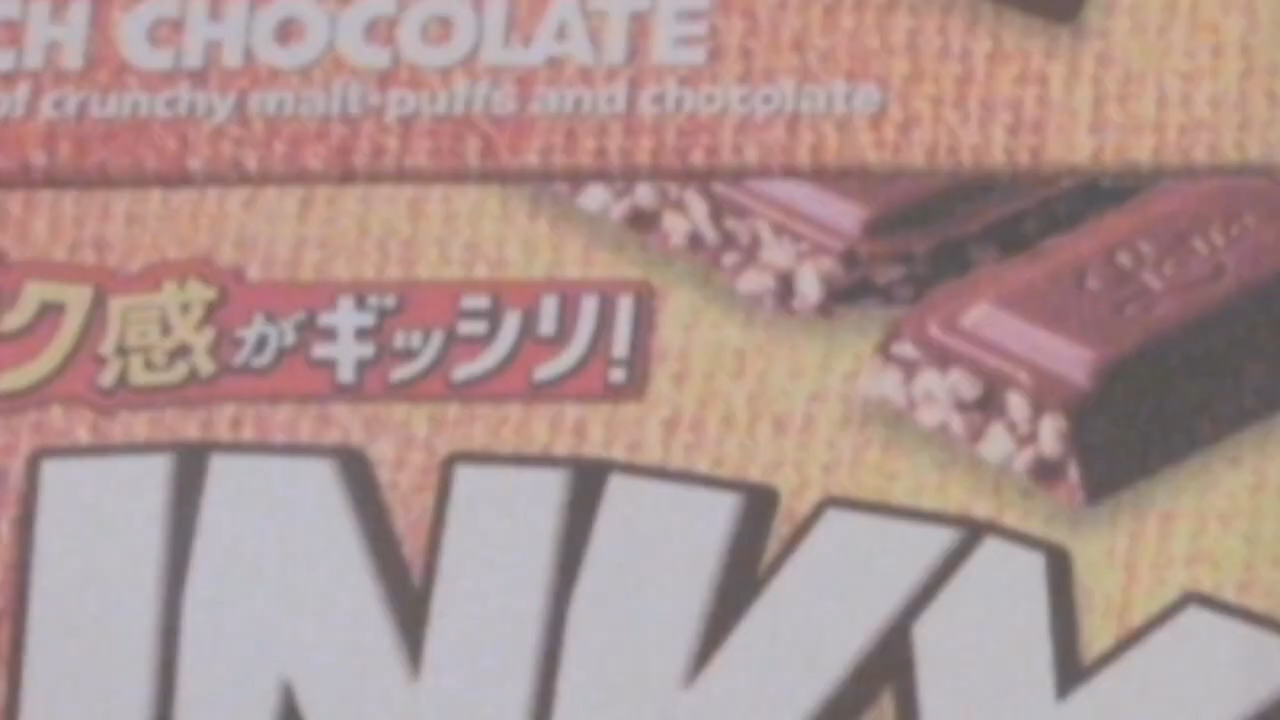 CH CHOCOLATE
of crunchy malt-puffs and chocolate
ク感がギッシリ!
INKY